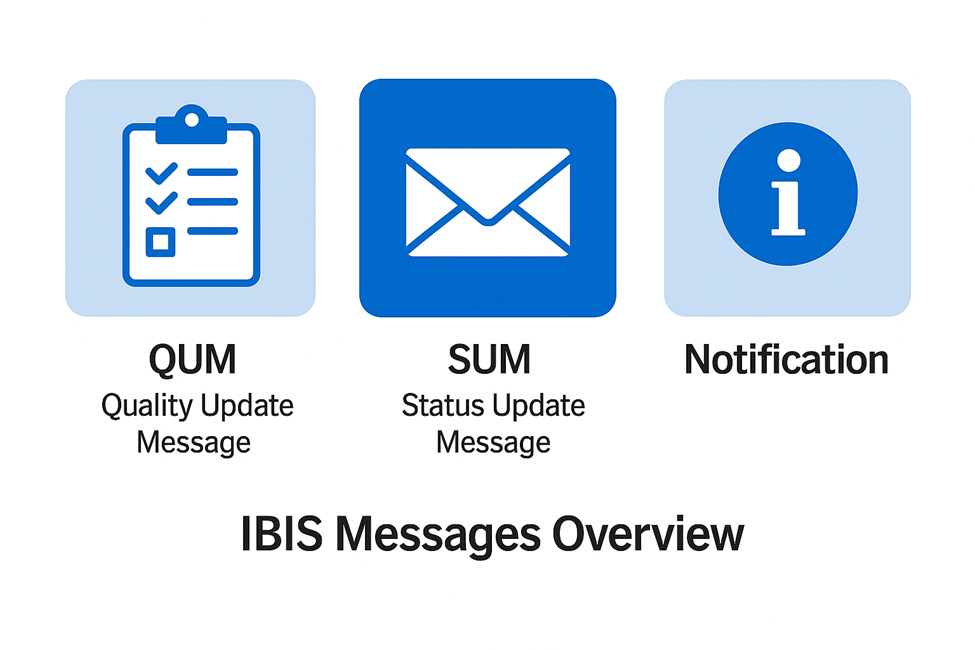 QUM
Quality Update
Message
SUM
Status Update
Message
Notification
IBIS Messages Overview